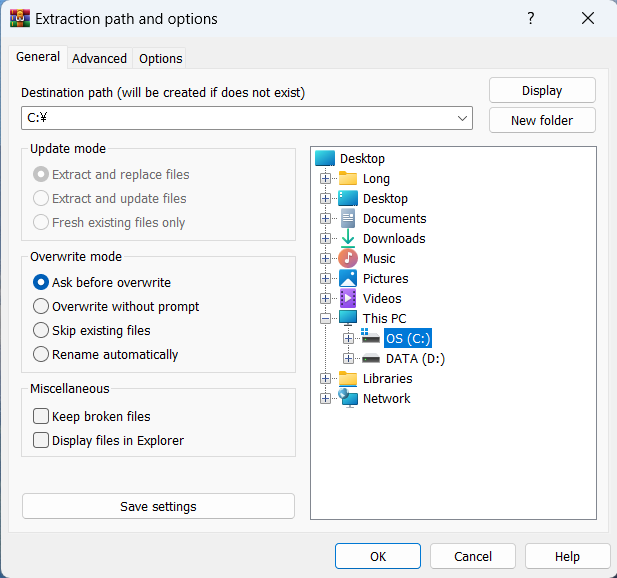 Extraction path and options
?
General
Advanced
Options
Destination path (will be created if does not exist)
Display
C:¥
New folder
Update mode
Extract and replace files
Extract and update files
Fresh existing files only
Overwrite mode
Ask before overwrite
Overwrite without prompt
Skip existing files
Rename automatically
Miscellaneous
Keep broken files
Display files in Explorer
Save settings
Desktop
Long
Desktop
Documents
Downloads
Music
Pictures
Videos
This PC
OS (C:)
DATA (D:)
Libraries
Network
OK
Cancel
Help